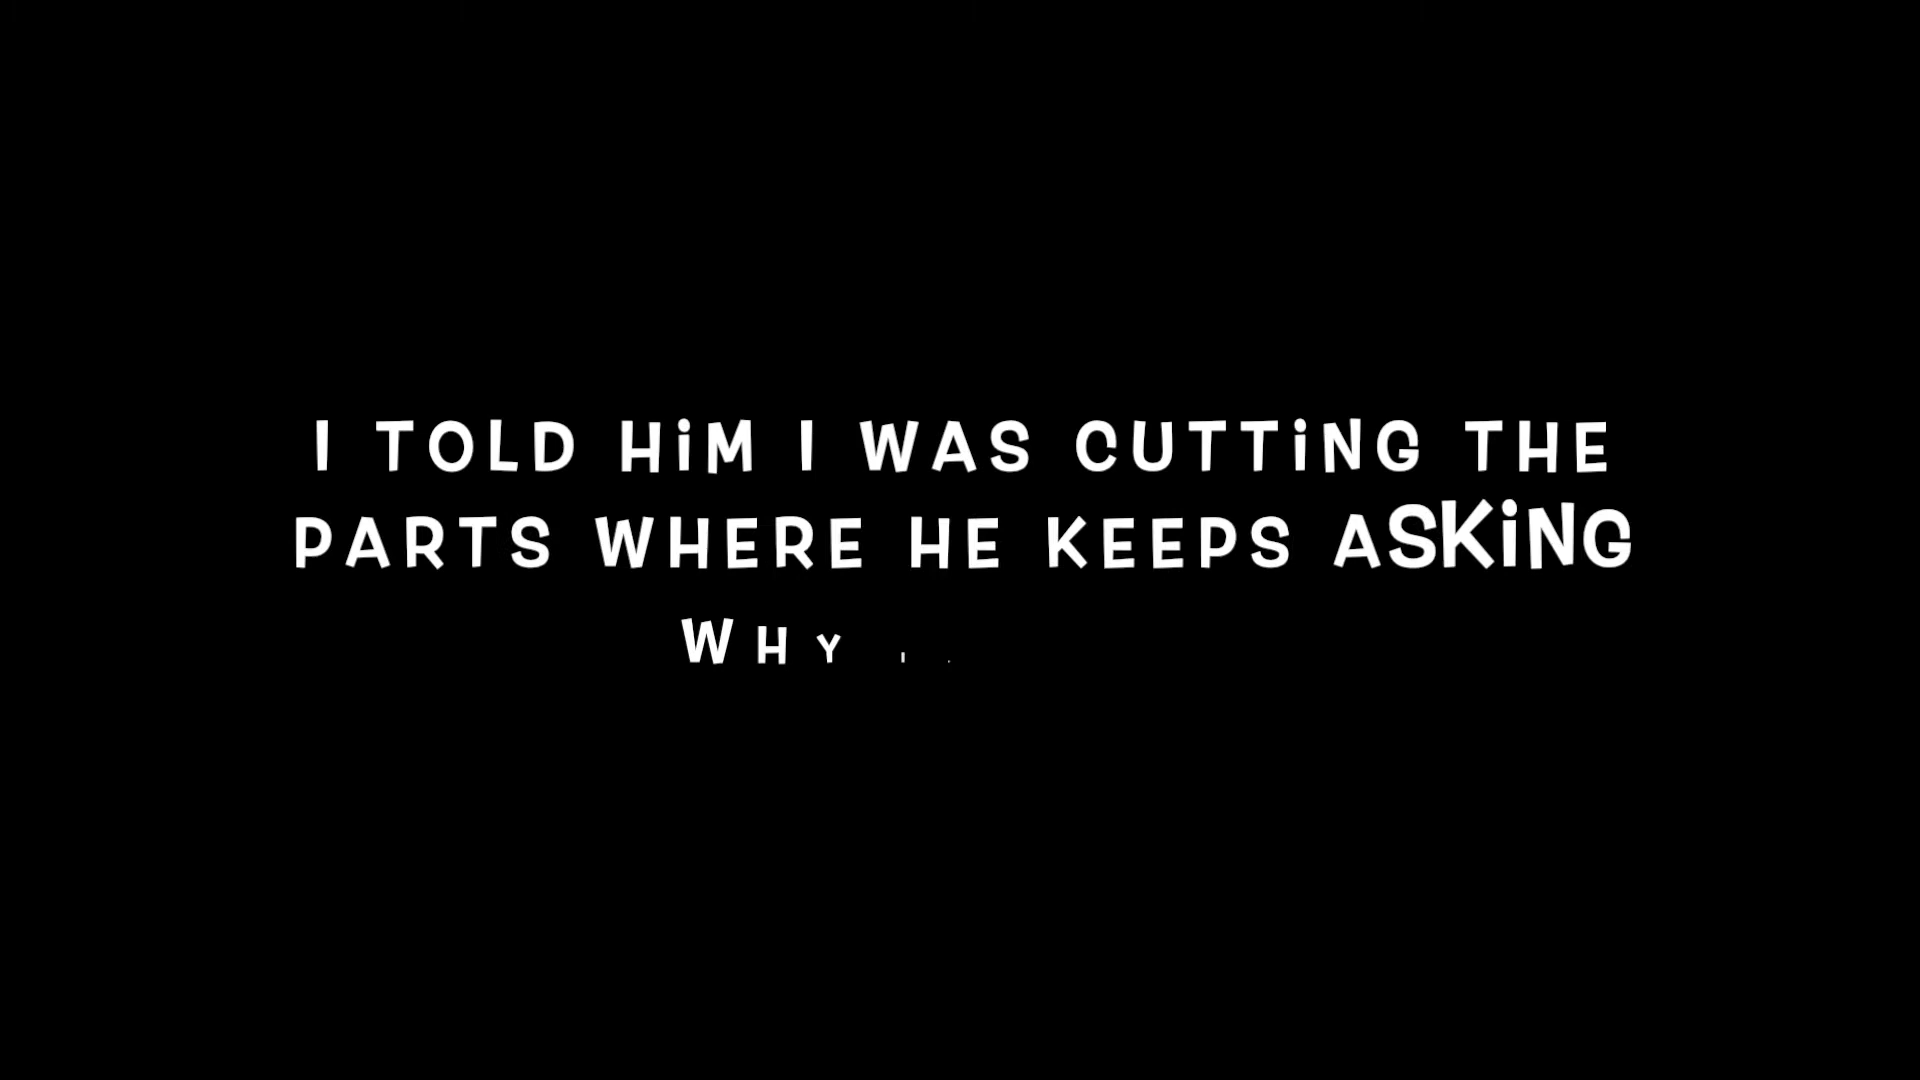 I TOLD HiM I WAS CUTTiNG THE
PARTS WHERE HE KEEPS ASKiNG
WHY I